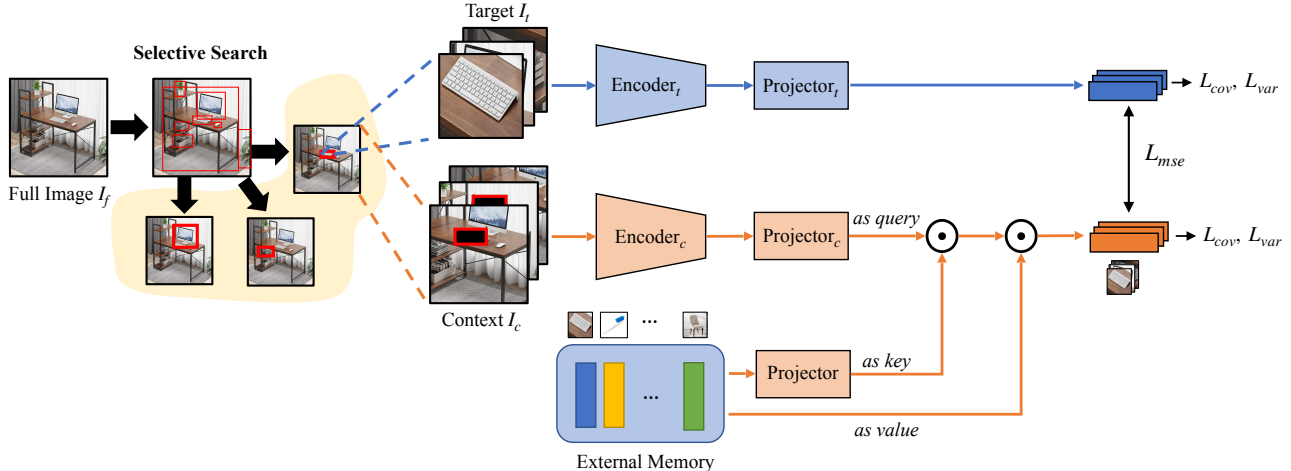 Target I_t
Selective Search
Encoder_t
Projector_t
L_cov, L_var
L_mse
Full Image I_f
Encoder_c
Projector_c
as query
L_cov, L_var
Context I_c
...
Projector
as key
...
as value
External Memory